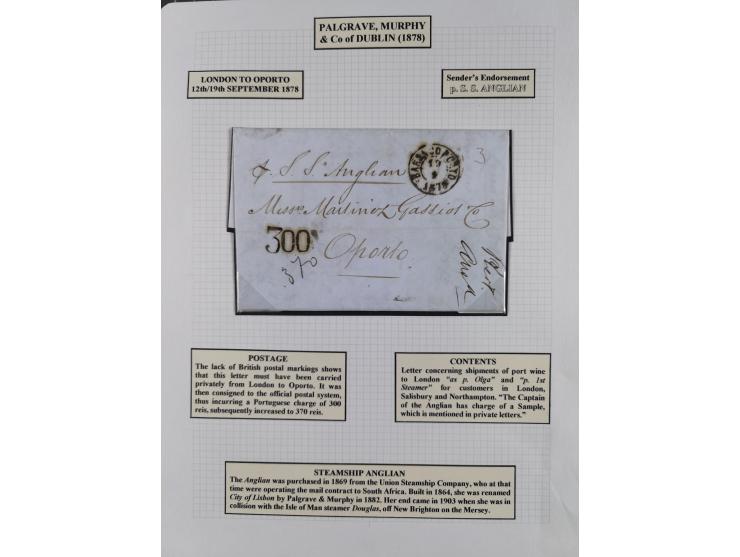 PALGRAVE, MURPHY
& Co of DUBLIN (1878)
LONDON TO OPORTO
12th/19th SEPTEMBER 1878
Sender's Endorsement
p. S. S. ANGLIAN
p. S. S. Anglian
3
19
9
1878
Messrs Martinez Gassiot & Co
300
Oporto
370
POSTAGE
The lack of British postal markings shows
that this letter must have been carried
privately from London to Oporto. It was
then consigned to the official postal system,
thus incurring a Portuguese charge of 300
reis, subsequently increased to 370 reis.
CONTENTS
Letter concerning shipments of port wine
to London "as p. Olga" and "p. 1st
Steamer" for customers in London,
Salisbury and Northampton. "The Captain
of the Anglian has charge of a Sample,
which is mentioned in private letters."
STEAMSHIP ANGLIAN
The Anglian was purchased in 1869 from the Union Steamship Company, who at that
time were operating the mail contract to South Africa. Built in 1864, she was renamed
City of Lisbon by Palgrave & Murphy in 1882. Her end came in 1903 when she was in
collision with the Isle of Man steamer Douglas, off New Brighton on the Mersey.